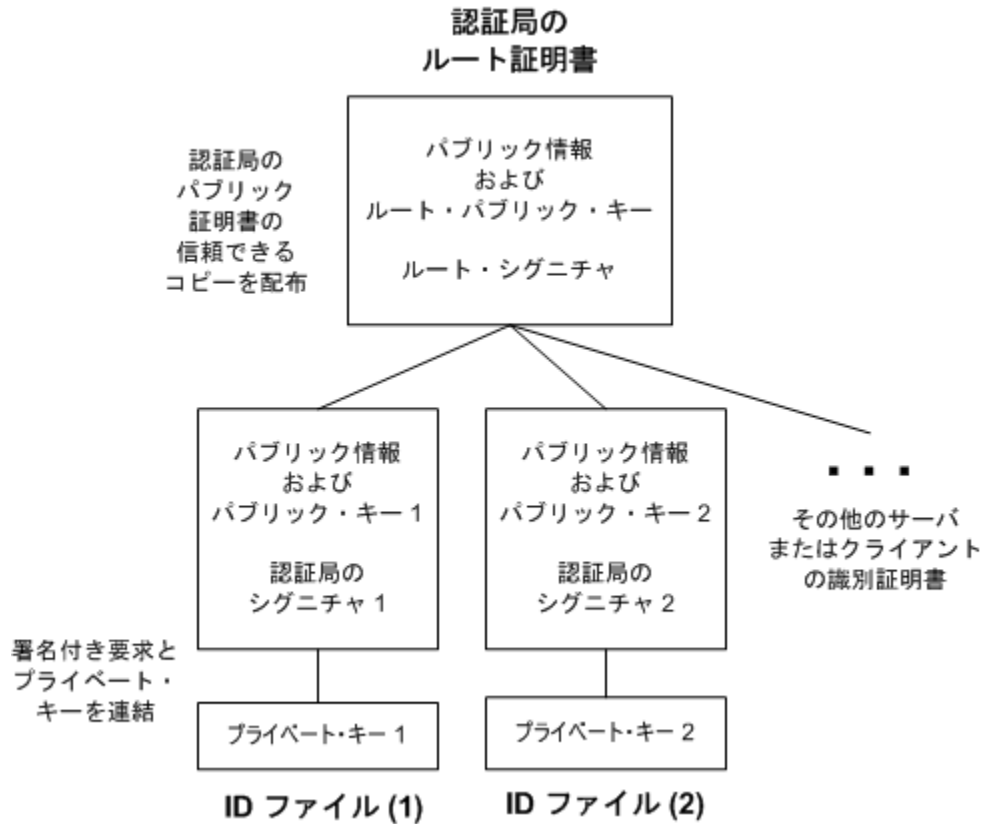 認証局の
ルート証明書
認証局の
パブリック
証明書の
信頼できる
コピーを配布
パブリック情報
および
ルート・パブリック・キー
ルート・シグニチャ
パブリック情報
および
パブリック・キー 1
認証局の
シグニチャ 1
パブリック情報
および
パブリック・キー 2
認証局の
シグニチャ 2
その他のサーバ
またはクライアント
の識別証明書
署名付き要求と
プライベート・
キーを連結
プライベート・キー 1
プライベート・キー 2
ID ファイル (1)
ID ファイル (2)